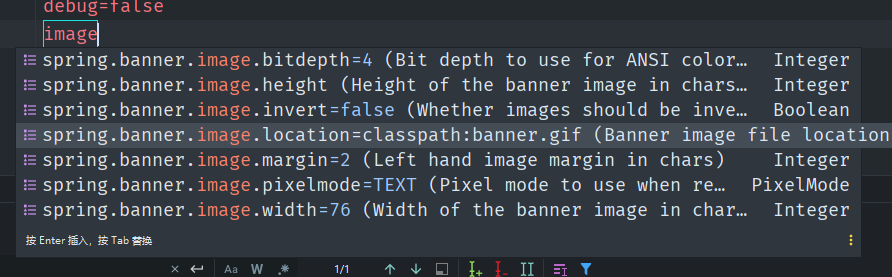 debug=false
image
spring.banner.image.bitdepth=4 (Bit depth to use for ANSI color… Integer
spring.banner.image.height (Height of the banner image in chars… Integer
spring.banner.image.invert=false (Whether images should be inve… Boolean
spring.banner.image.location=classpath:banner.gif (Banner image file location
spring.banner.image.margin=2 (Left hand image margin in chars) Integer
spring.banner.image.pixelmode=TEXT (Pixel mode to use when re… PixelMode
spring.banner.image.width=76 (Width of the banner image in char… Integer
按 Enter 插入，按 Tab 替换
Aa W .* 1/1